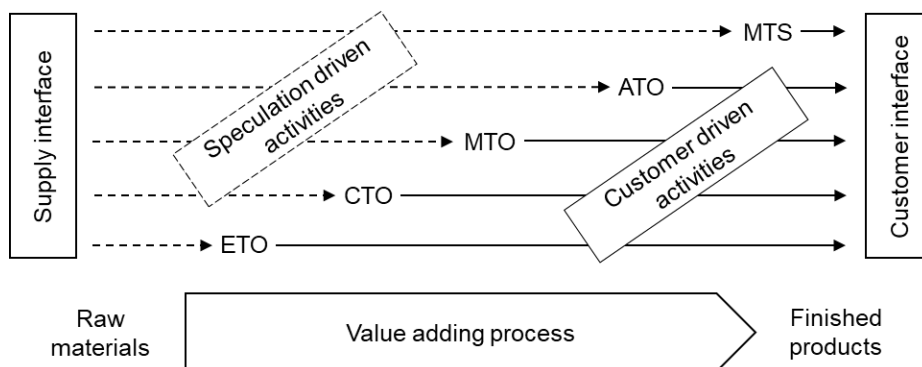 Supply interface
MTS
ATO
MTO
CTO
ETO
Speculation driven
activities
Customer driven
activities
Customer interface
Raw
materials
Value adding process
Finished
products